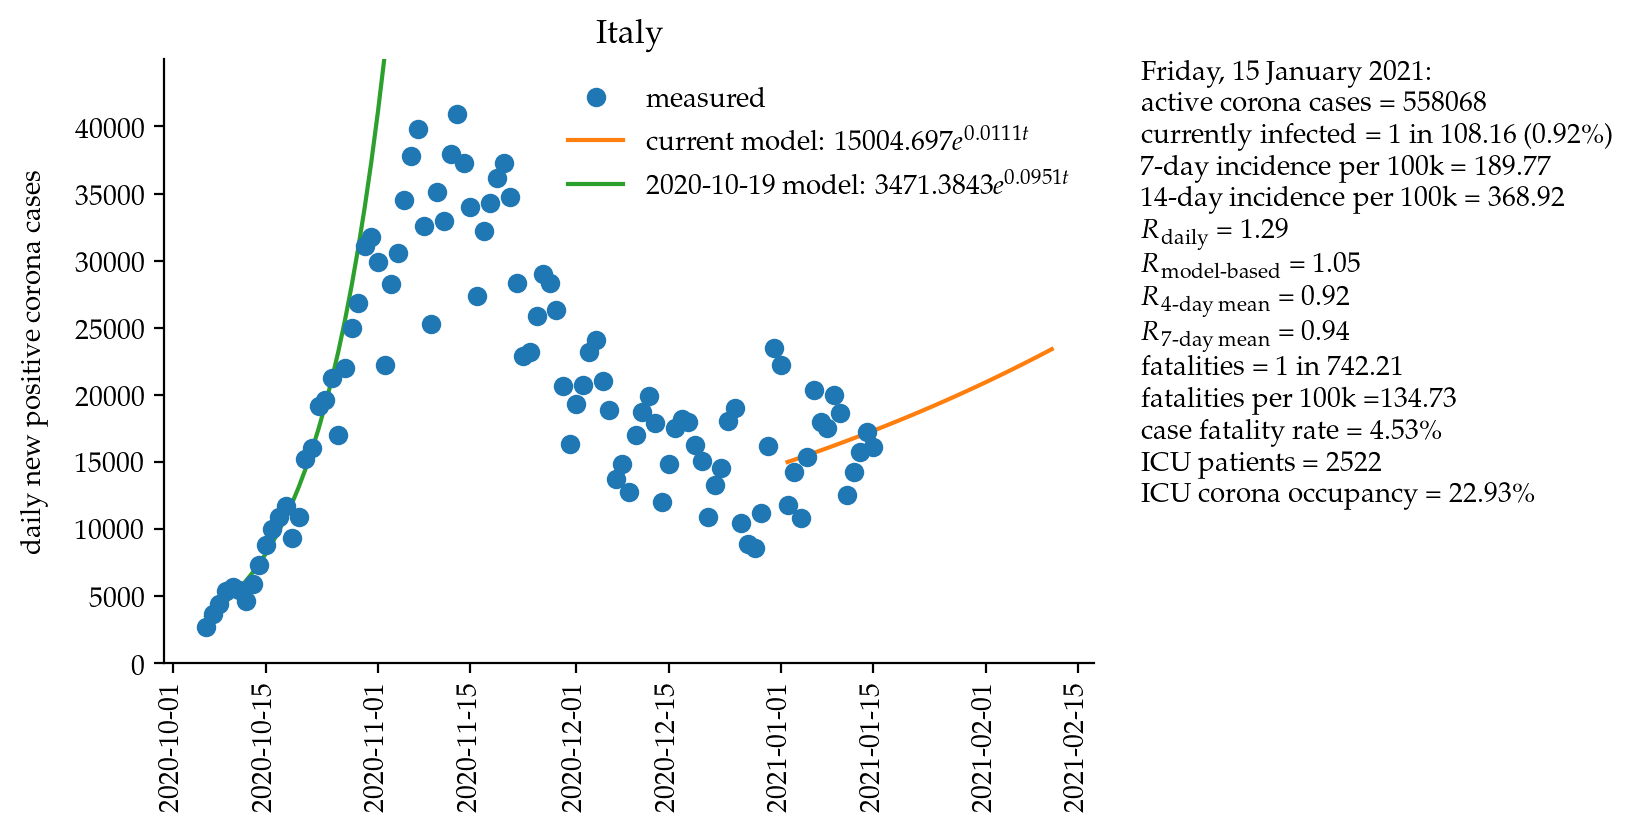 Italy
measured
current model: 15004.697e^0.0111t
2020-10-19 model: 3471.3843e^0.0951t
daily new positive corona cases
40000
35000
30000
25000
20000
15000
10000
5000
0
2020-10-01
2020-10-15
2020-11-01
2020-11-15
2020-12-01
2020-12-15
2021-01-01
2021-01-15
2021-02-01
2021-02-15
Friday, 15 January 2021:
active corona cases = 558068
currently infected = 1 in 108.16 (0.92%)
7-day incidence per 100k = 189.77
14-day incidence per 100k = 368.92
R_daily = 1.29
R_model-based = 1.05
R_4-day mean = 0.92
R_7-day mean = 0.94
fatalities = 1 in 742.21
fatalities per 100k =134.73
case fatality rate = 4.53%
ICU patients = 2522
ICU corona occupancy = 22.93%